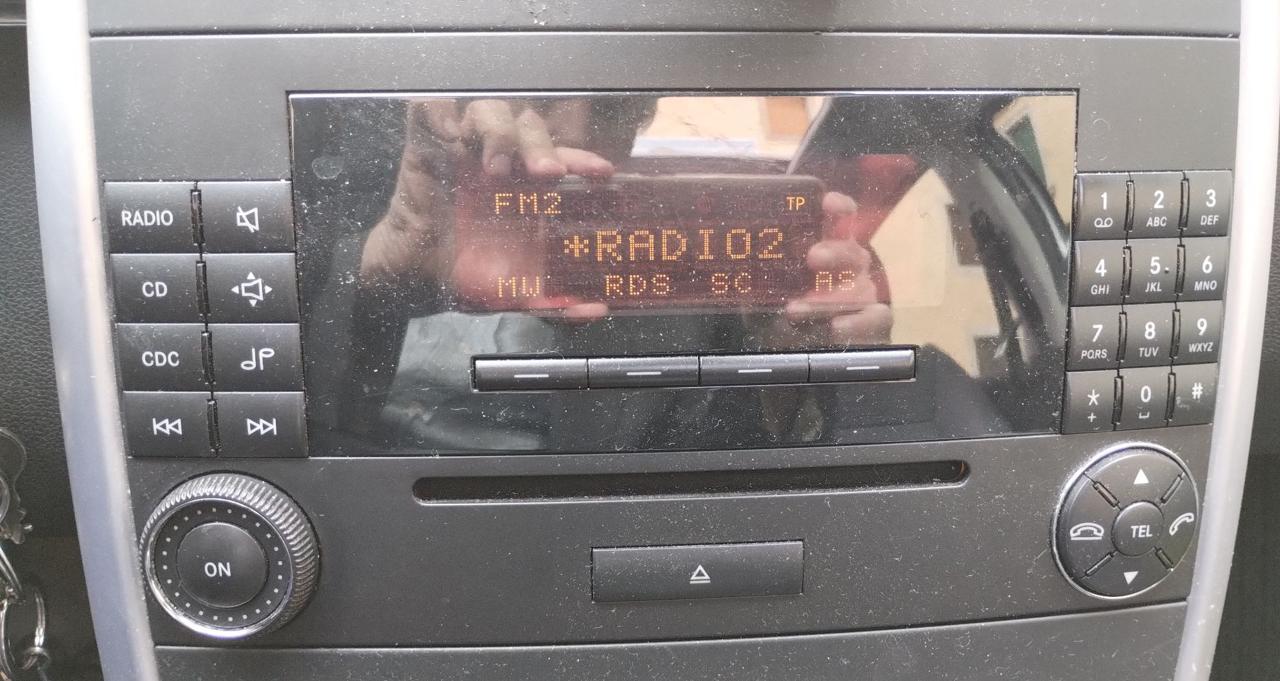 FM2 TP
*RADIO2
MW RDS SC AS
RADIO
CD
CDC
ON
1 2 ABC 3 DEF
4 GHI 5 JKL 6 MNO
7 PQRS 8 TUV 9 WXYZ
* + 0 #
TEL